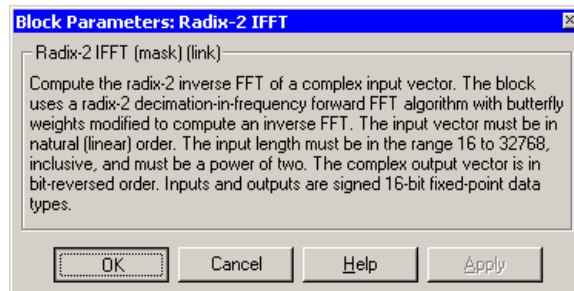 Block Parameters: Radix-2 IFFT
Radix-2 IFFT (mask) (link)
Compute the radix-2 inverse FFT of a complex input vector. The block
uses a radix-2 decimation-in-frequency forward FFT algorithm with butterfly
weights modified to compute an inverse FFT. The input vector must be in
natural (linear) order. The input length must be in the range 16 to 32768,
inclusive, and must be a power of two. The complex output vector is in
bit-reversed order. Inputs and outputs are signed 16-bit fixed-point data
types.
OK Cancel Help Apply